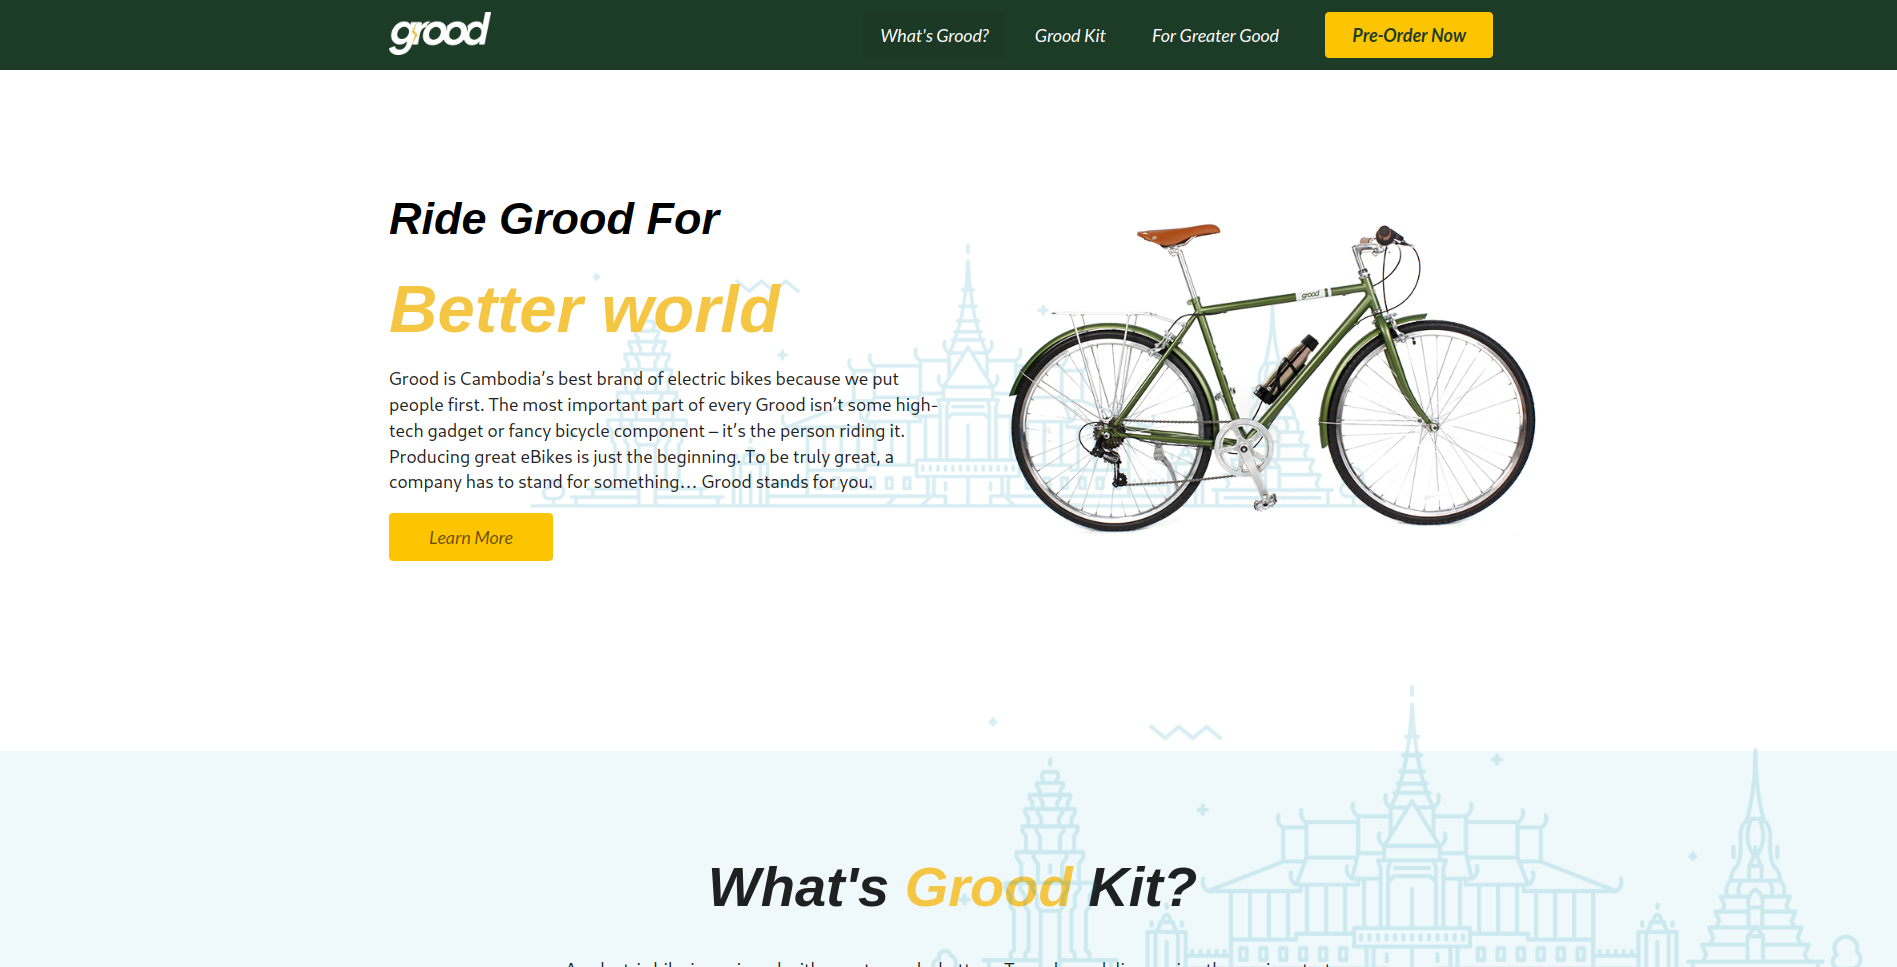 grood
What's Grood?
Grood Kit
For Greater Good
Pre-Order Now
Ride Grood For
Better world
Grood is Cambodia’s best brand of electric bikes because we put
people first. The most important part of every Grood isn’t some high-
tech gadget or fancy bicycle component – it’s the person riding it.
Producing great eBikes is just the beginning. To be truly great, a
company has to stand for something… Grood stands for you.
Learn More
grood
What's Grood Kit?